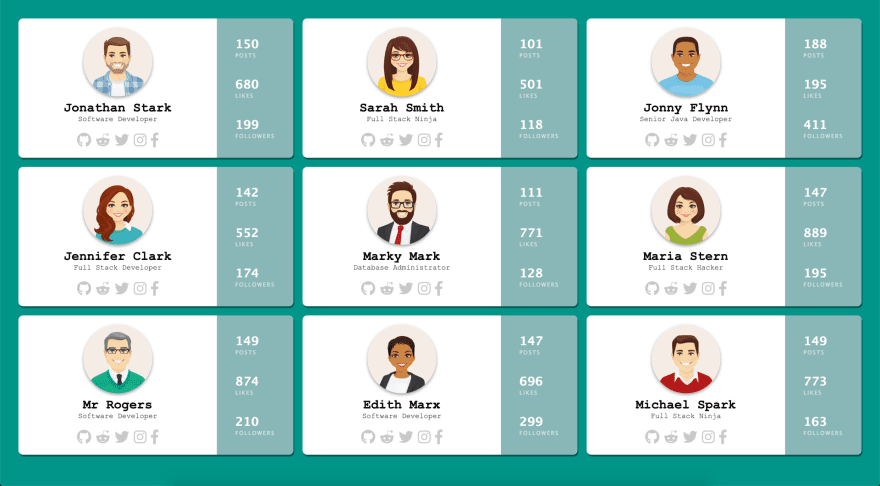 Jonathan Stark
Software Developer
150
POSTS
680
LIKES
199
FOLLOWERS
Sarah Smith
Full Stack Ninja
101
POSTS
501
LIKES
118
FOLLOWERS
Jonny Flynn
Senior Java Developer
188
POSTS
195
LIKES
411
FOLLOWERS
Jennifer Clark
Full Stack Developer
142
POSTS
552
LIKES
174
FOLLOWERS
Marky Mark
Database Administrator
111
POSTS
771
LIKES
128
FOLLOWERS
Maria Stern
Full Stack Hacker
147
POSTS
889
LIKES
195
FOLLOWERS
Mr Rogers
Software Developer
149
POSTS
874
LIKES
210
FOLLOWERS
Edith Marx
Software Developer
147
POSTS
696
LIKES
299
FOLLOWERS
Michael Spark
Full Stack Ninja
149
POSTS
773
LIKES
163
FOLLOWERS